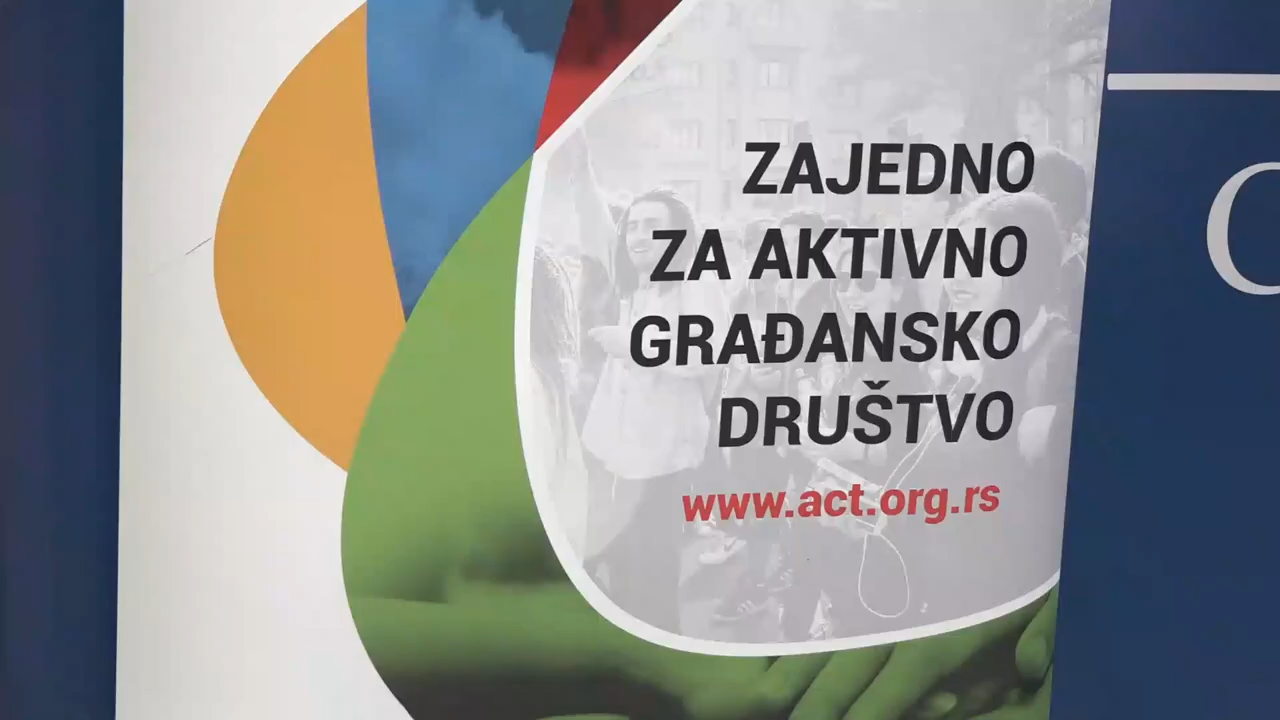 ZAJEDNO
ZA AKTIVNO
GRAĐANSKO
DRUŠTVO
www.act.org.rs